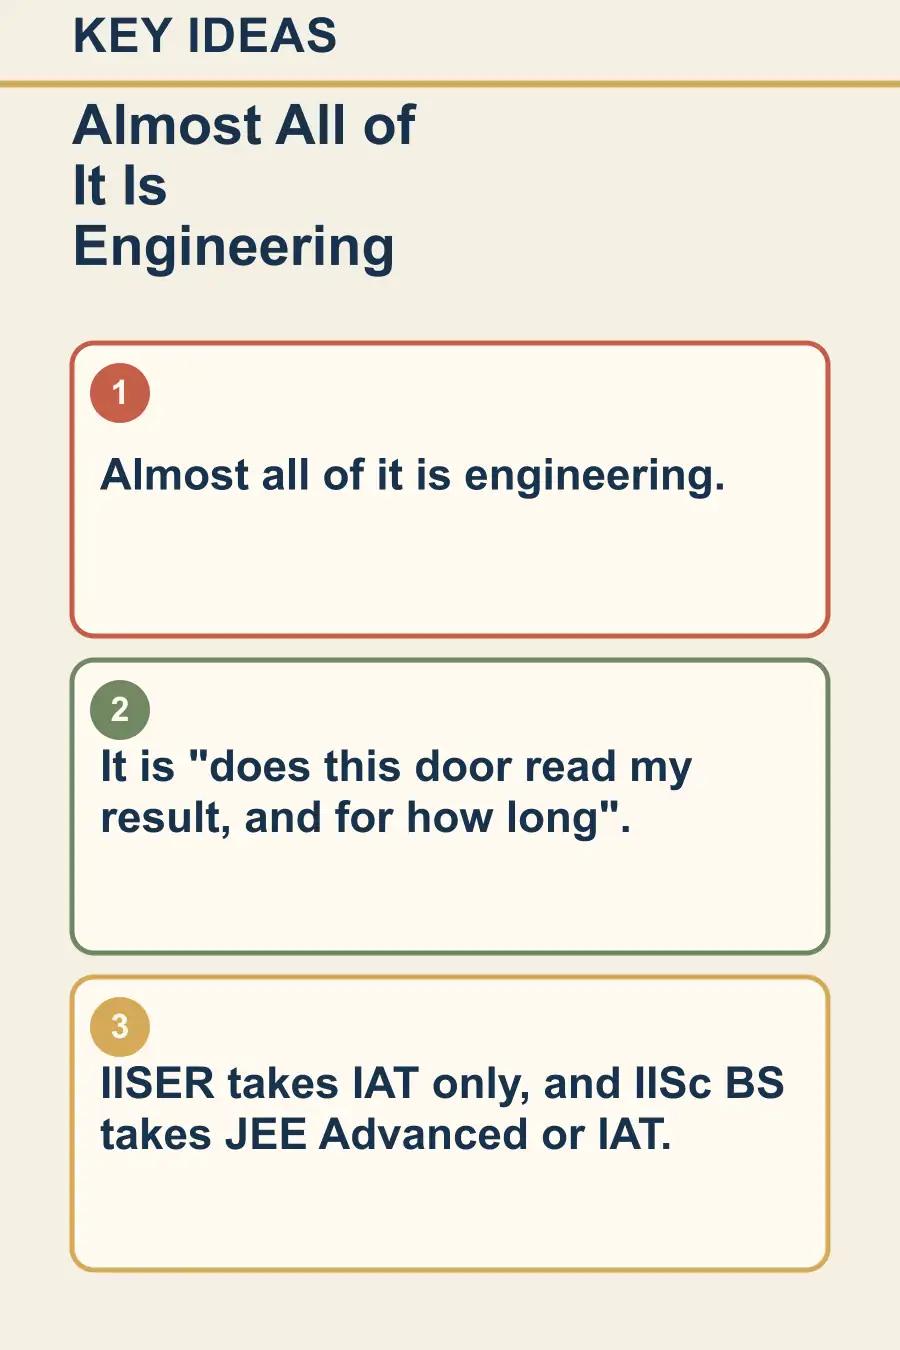 KEY IDEAS
Almost All of
It Is
Engineering
1
Almost all of it is engineering.
2
It is "does this door read my
result, and for how long".
3
IISER takes IAT only, and IISc BS
takes JEE Advanced or IAT.